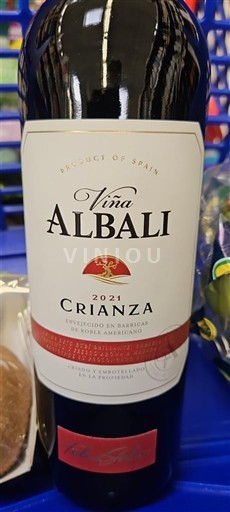 PRODUCT OF SPAIN
Viña
ALBALI
VINIOU
2021
CRIANZA
ENVEJECIDO EN BARRICAS
DE ROBLE AMERICANO
CRIADO Y EMBOTELLADO
EN LA PROPIEDAD